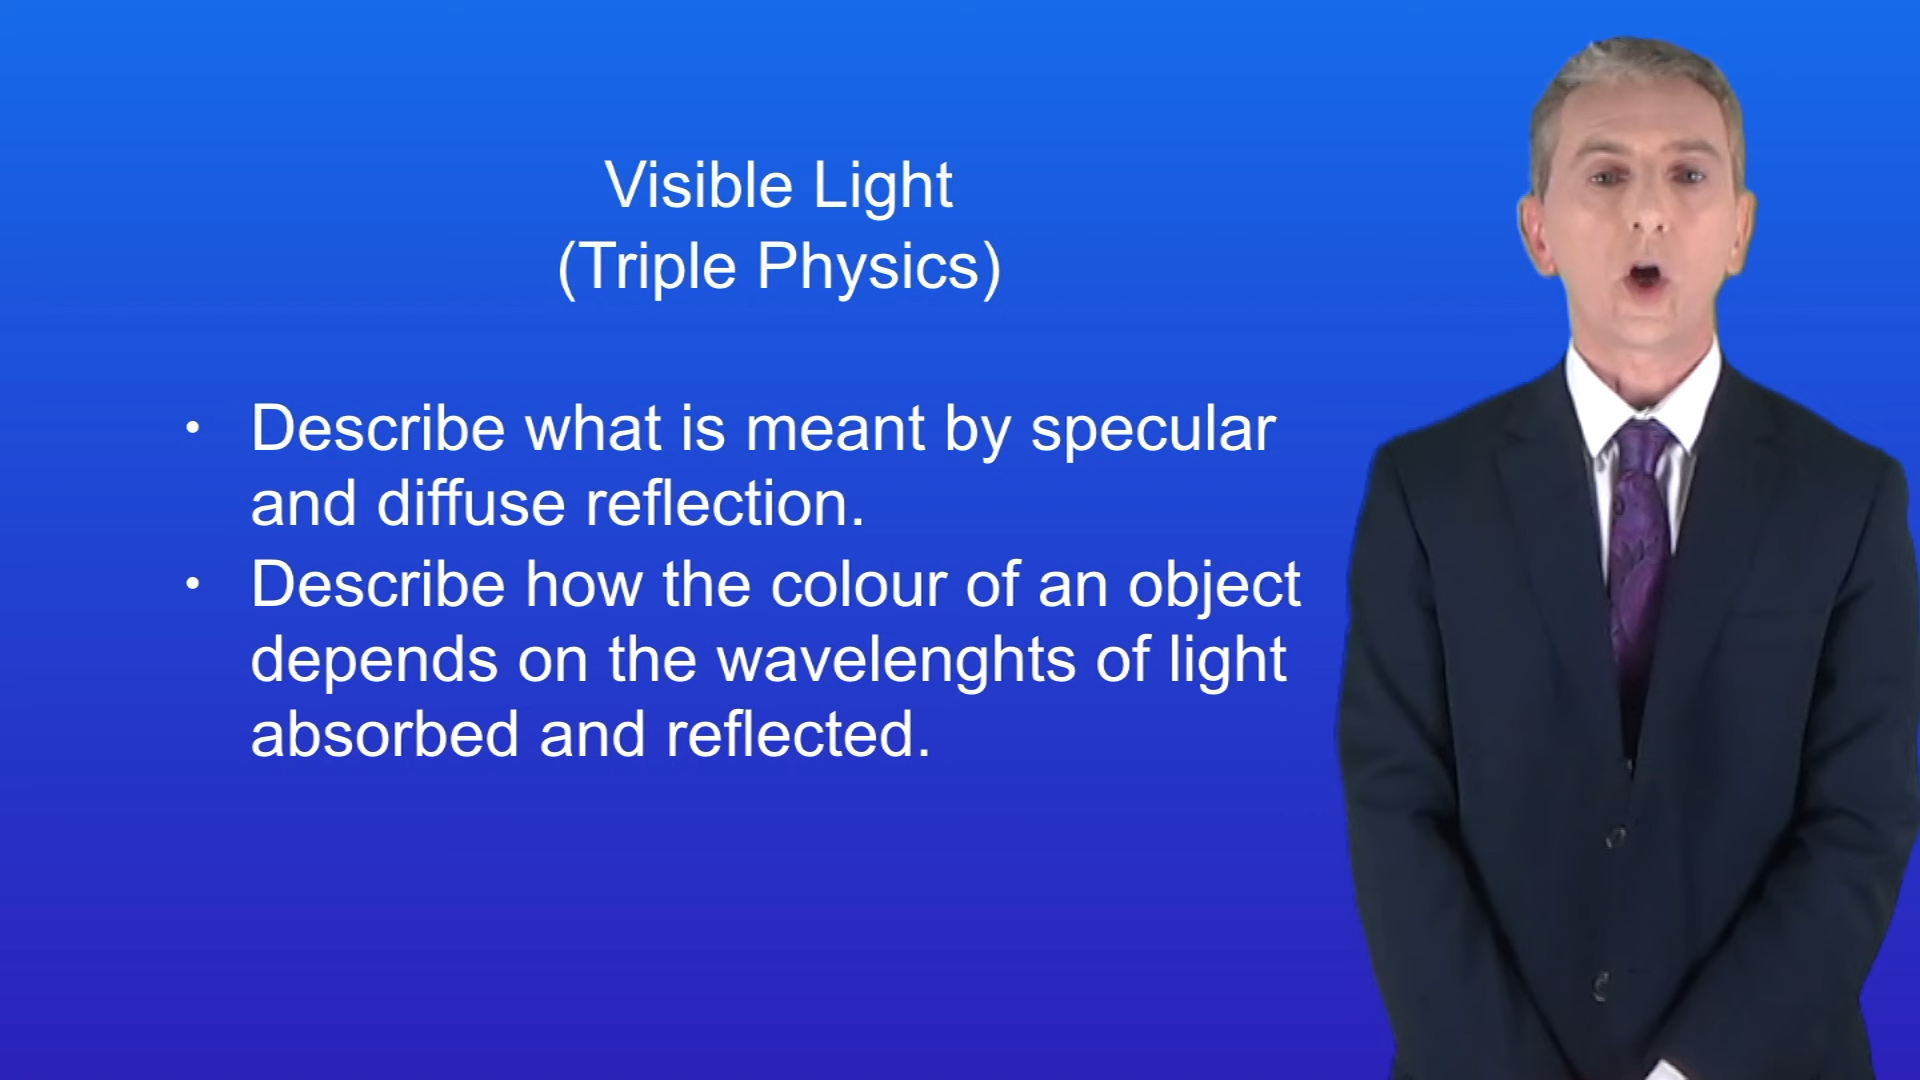 Visible Light
(Triple Physics)
• Describe what is meant by specular
and diffuse reflection.
• Describe how the colour of an object
depends on the wavelenghts of light
absorbed and reflected.